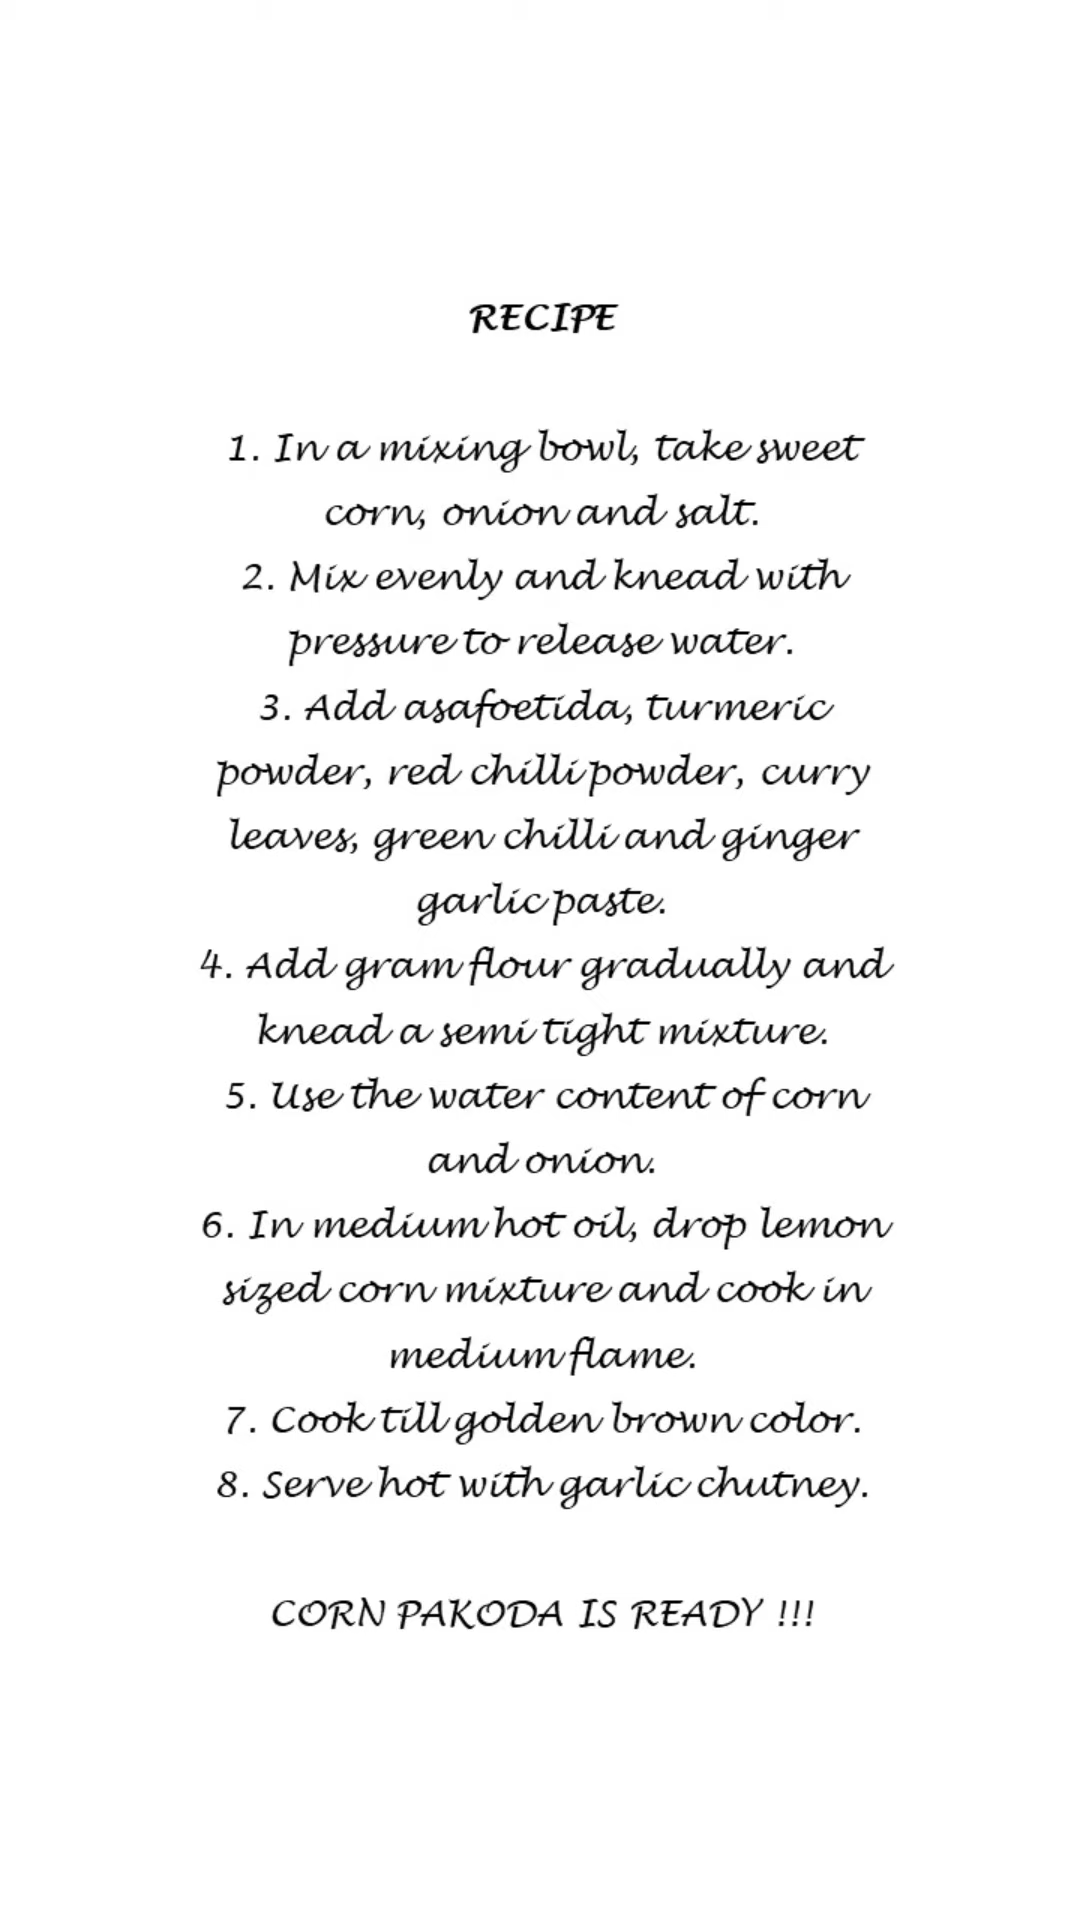 RECIPE
1. In a mixing bowl, take sweet
corn, onion and salt.
2. Mix evenly and knead with
pressure to release water.
3. Add asafoetida, turmeric
powder, red chilli powder, curry
leaves, green chilli and ginger
garlic paste.
4. Add gram flour gradually and
knead a semi tight mixture.
5. Use the water content of corn
and onion.
6. In medium hot oil, drop lemon
sized corn mixture and cook in
medium flame.
7. Cook till golden brown color.
8. Serve hot with garlic chutney.
CORN PAKODA IS READY !!!